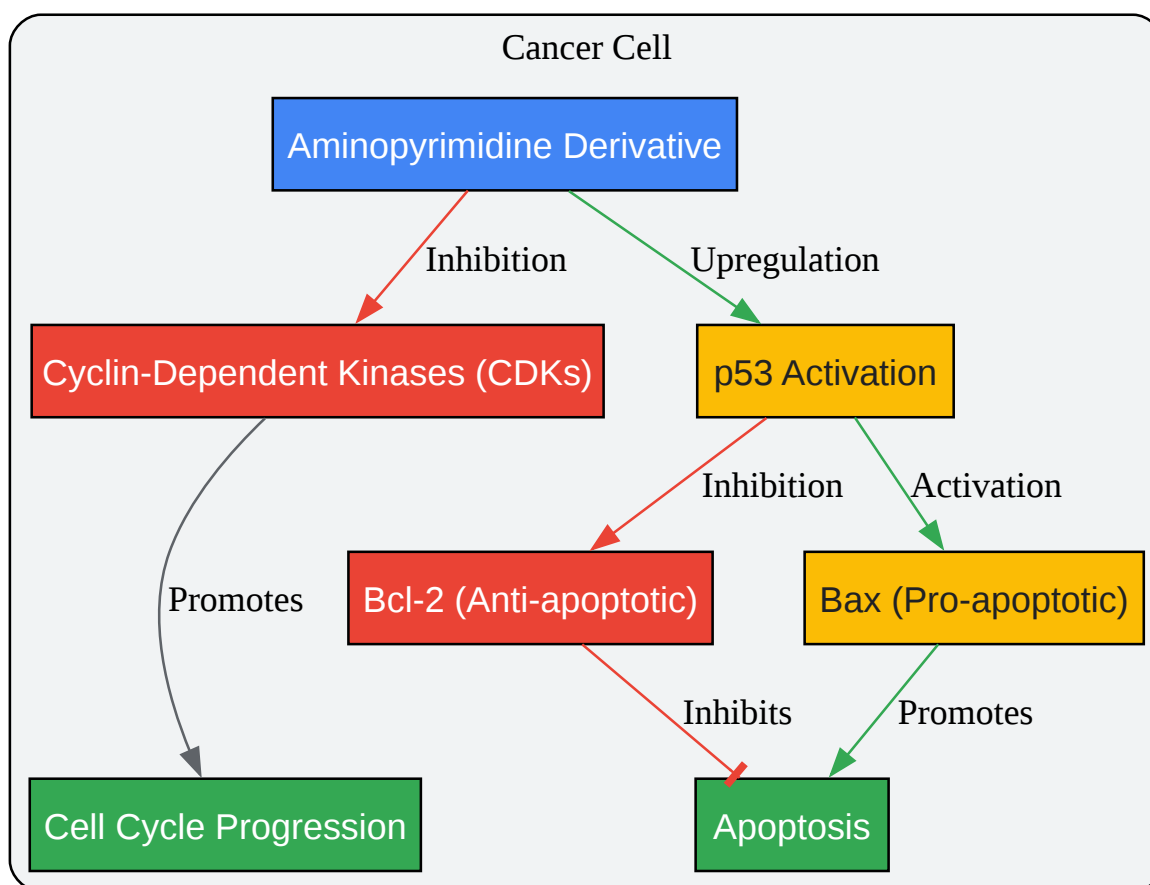 Cancer Cell
Aminopyrimidine Derivative
Inhibition
Upregulation
Cyclin-Dependent Kinases (CDKs)
p53 Activation
Inhibition
Activation
Promotes
Bcl-2 (Anti-apoptotic)
Bax (Pro-apoptotic)
Inhibits
Promotes
Cell Cycle Progression
Apoptosis